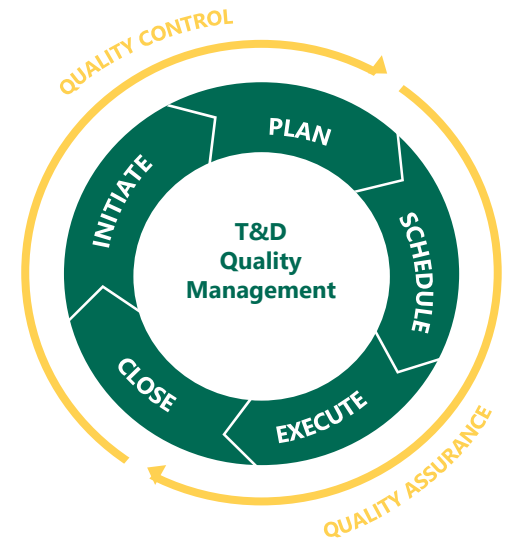 QUALITY CONTROL
PLAN
INITIATE
SCHEDULE
T&D
Quality
Management
CLOSE
EXECUTE
QUALITY ASSURANCE